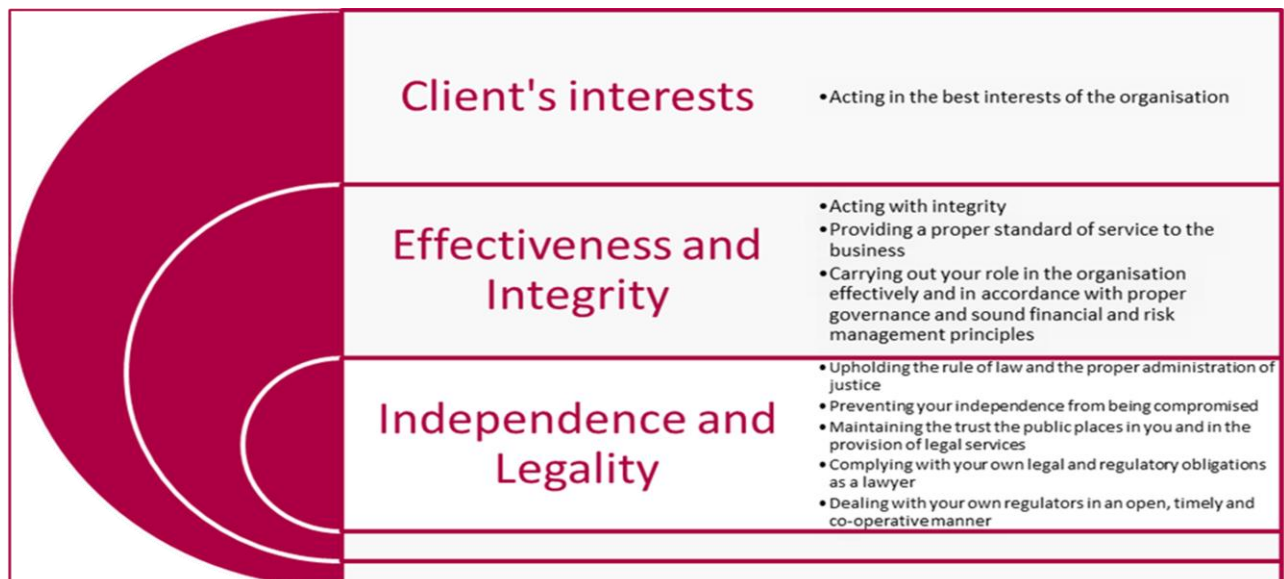 Client's interests
•Acting in the best interests of the organisation
Effectiveness and
Integrity
•Acting with integrity
•Providing a proper standard of service to the
business
•Carrying out your role in the organisation
effectively and in accordance with proper
governance and sound financial and risk
management principles
Independence and
Legality
•Upholding the rule of law and the proper administration of
justice
•Preventing your independence from being compromised
•Maintaining the trust the public places in you and in the
provision of legal services
•Complying with your own legal and regulatory obligations
as a lawyer
•Dealing with your own regulators in an open, timely and
co-operative manner